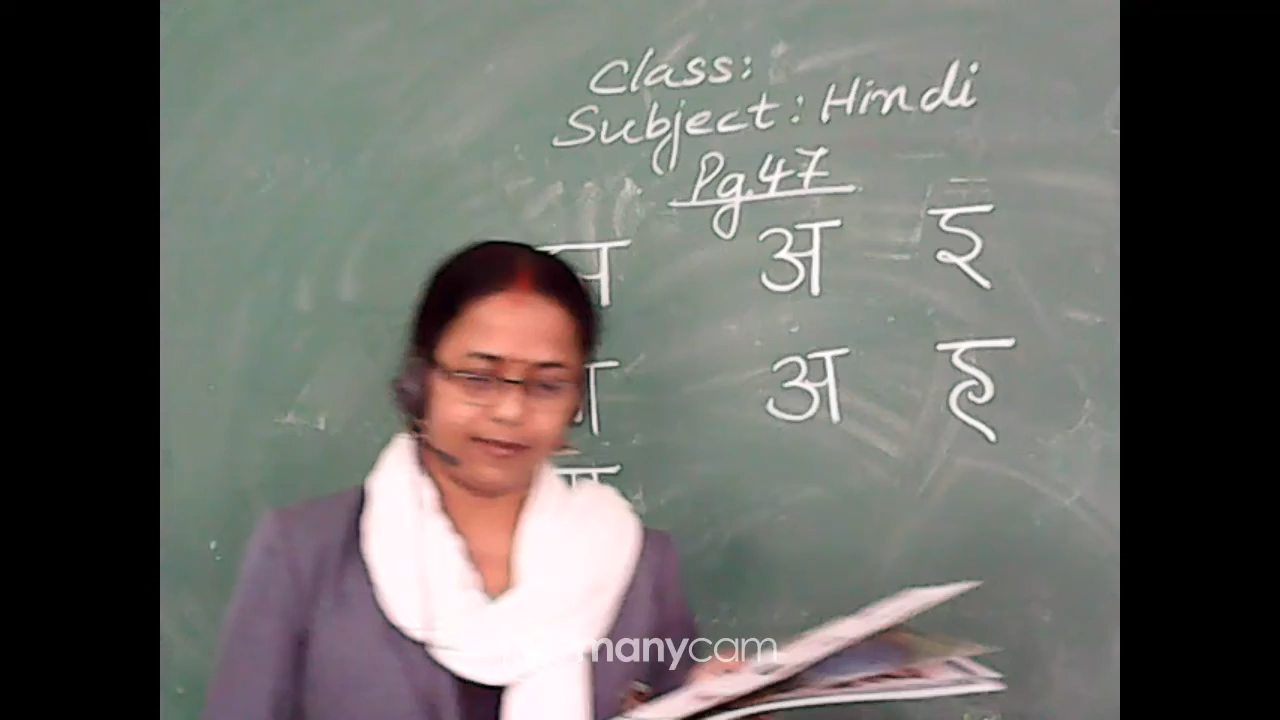 Class:
Subject: Hindi
Pg.47
अ इ
अ ह
manycam